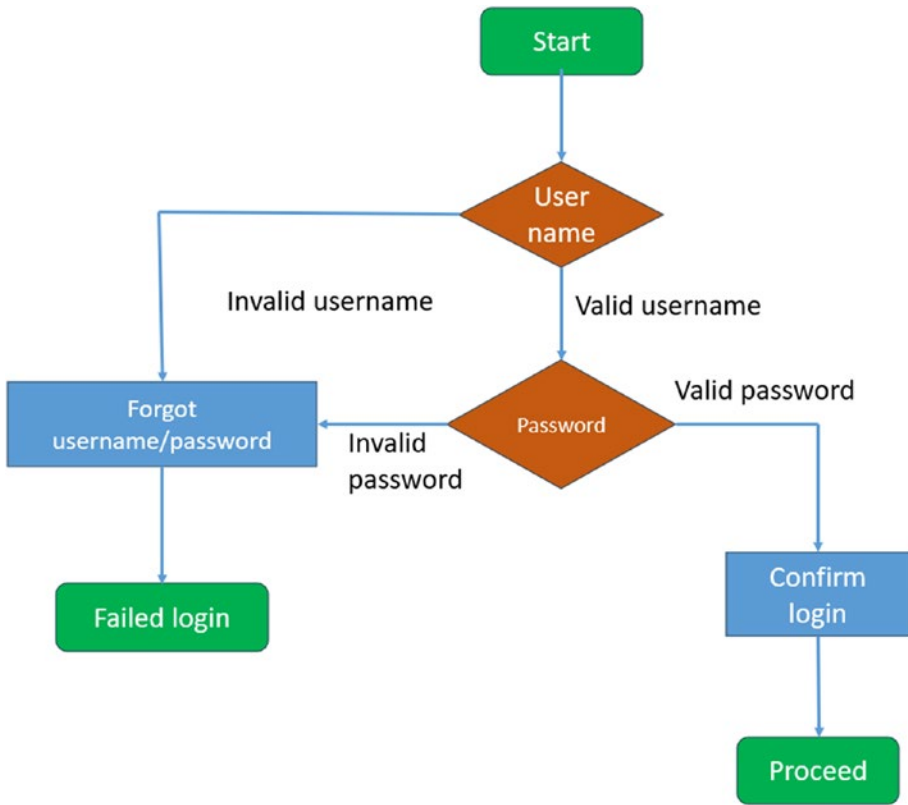 Start
User
name
Invalid username
Valid username
Valid password
Forgot
username/password
Password
Invalid
password
Confirm
login
Failed login
Proceed